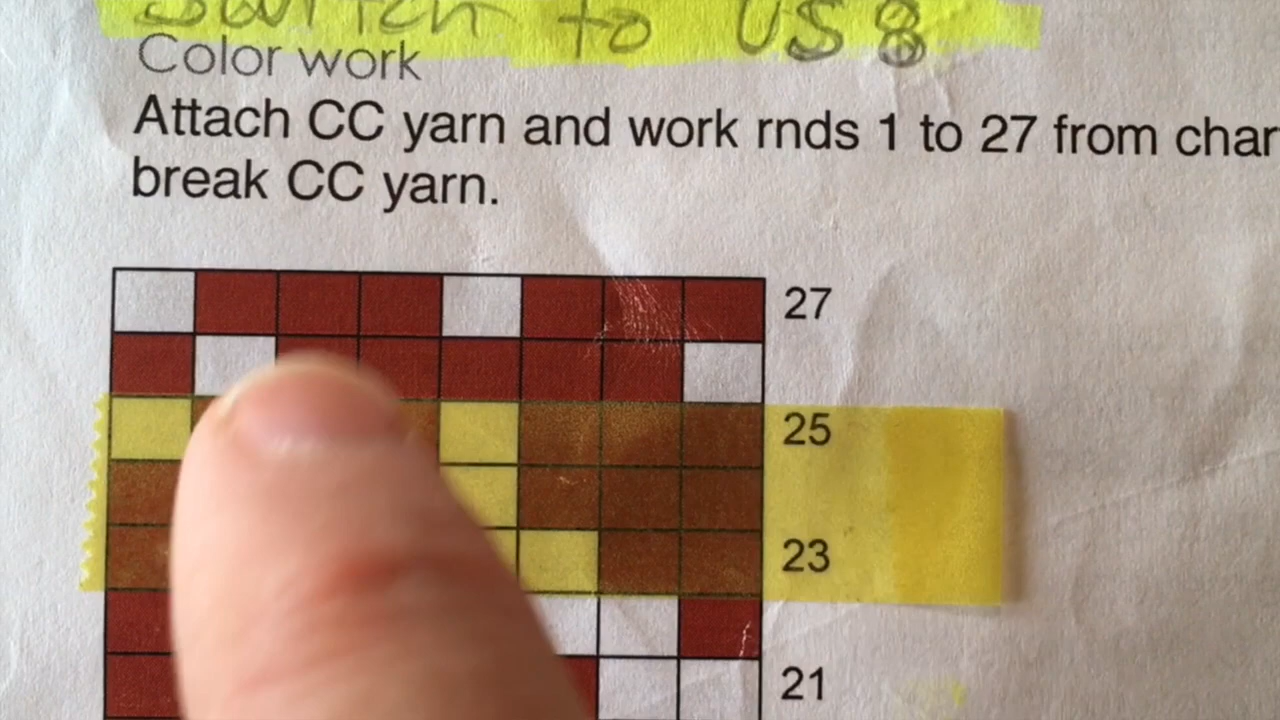 Switch to US 8
Color work
Attach CC yarn and work rnds 1 to 27 from char
break CC yarn.
27
25
23
21